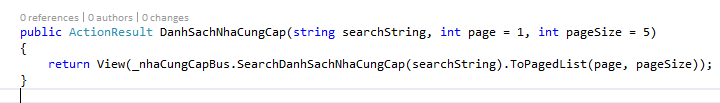 0 references | 0 authors | 0 changes
public ActionResult DanhSachNhaCungCap(string searchString, int page = 1, int pageSize = 5)
{
return View(_nhaCungCapBus.SearchDanhSachNhaCungCap(searchString).ToPagedList(page, pageSize));
}